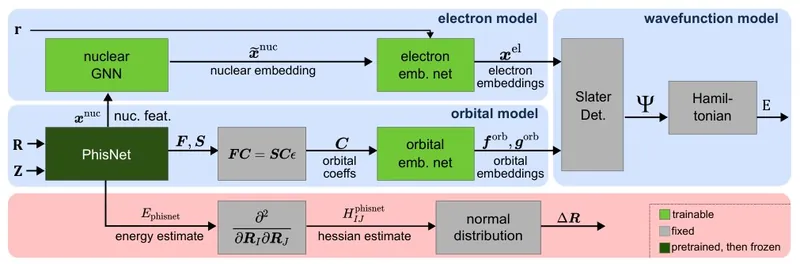 electron model
wavefunction model
r
nuclear
GNN
x̃^nuc
nuclear embedding
electron
emb. net
x^el
electron
embeddings
x^nuc nuc. feat.
orbital model
R
Z
PhisNet
F, S
FC = SCϵ
C
orbital
coeffs
orbital
emb. net
f^orb, g^orb
orbital
embeddings
Slater
Det.
Ψ
Hamil-
tonian
E
E_phisnet
energy estimate
∂²
∂R_I∂R_J
H_IJ^phisnet
hessian estimate
normal
distribution
ΔR
trainable
fixed
pretrained, then frozen